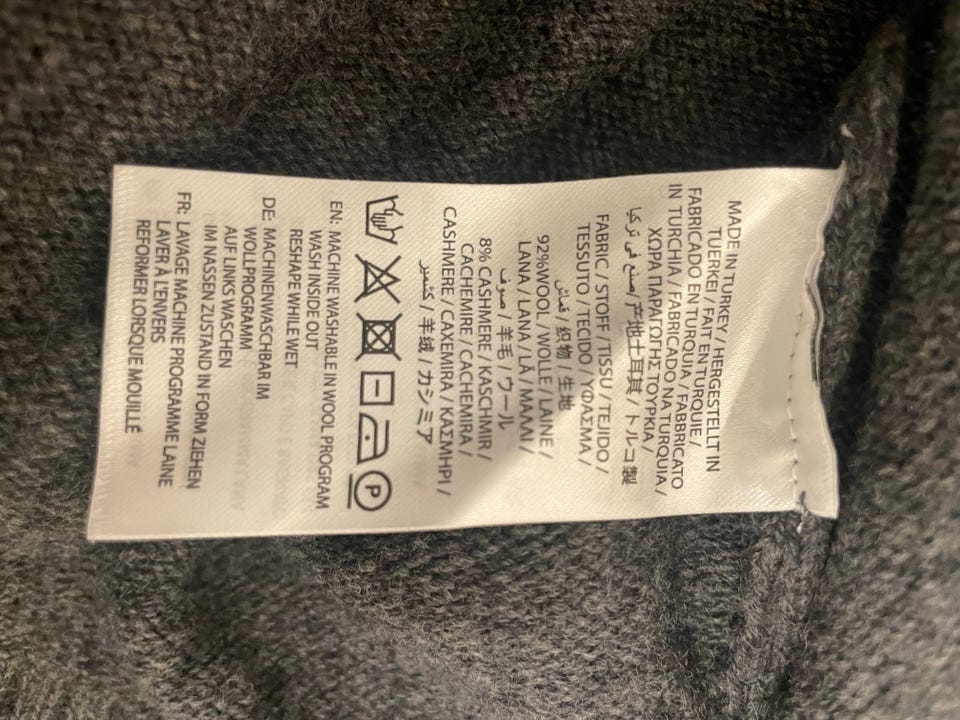 MADE IN TURKEY / HERGESTELLT IN
TUERKEI / FAIT EN TURQUIE /
FABRICADO EN TURQUIA / FABBRICATO
IN TURCHIA / FABRICADO NA TURQUIA /
ΧΩΡΑ ΠΑΡΑΓΩΓΗΣ ΤΟΥΡΚΙΑ /
صنع في تركيا / 产地土耳其 / トルコ製
FABRIC / STOFF / TISSU / TEJIDO /
TESSUTO / TECIDO / ΥΦΑΣΜΑ /
قماش / 织物 / 生地
92%WOOL / WOLLE / LAINE /
LANA / LANA / LÃ / ΜΑΛΛΙ /
صوف / 羊毛 / ウール
8% CASHMERE / KASCHMIR /
CACHEMIRE / CACHEMIRA /
CASHMERE / CAXEMIRA / ΚΑΣΜΗΡΙ /
كشمير / 羊绒 / カシミア
P
EN: MACHINE WASHABLE IN WOOL PROGRAM
WASH INSIDE OUT
RESHAPE WHILE WET
DE: MACHINENWASCHBAR IM
WOLLPROGRAMM
AUF LINKS WASCHEN
IM NASSEN ZUSTAND IN FORM ZIEHEN
FR: LAVAGE MACHINE PROGRAMME LAINE
LAVER À L'ENVERS
REFORMER LORSQUE MOUILLÉ